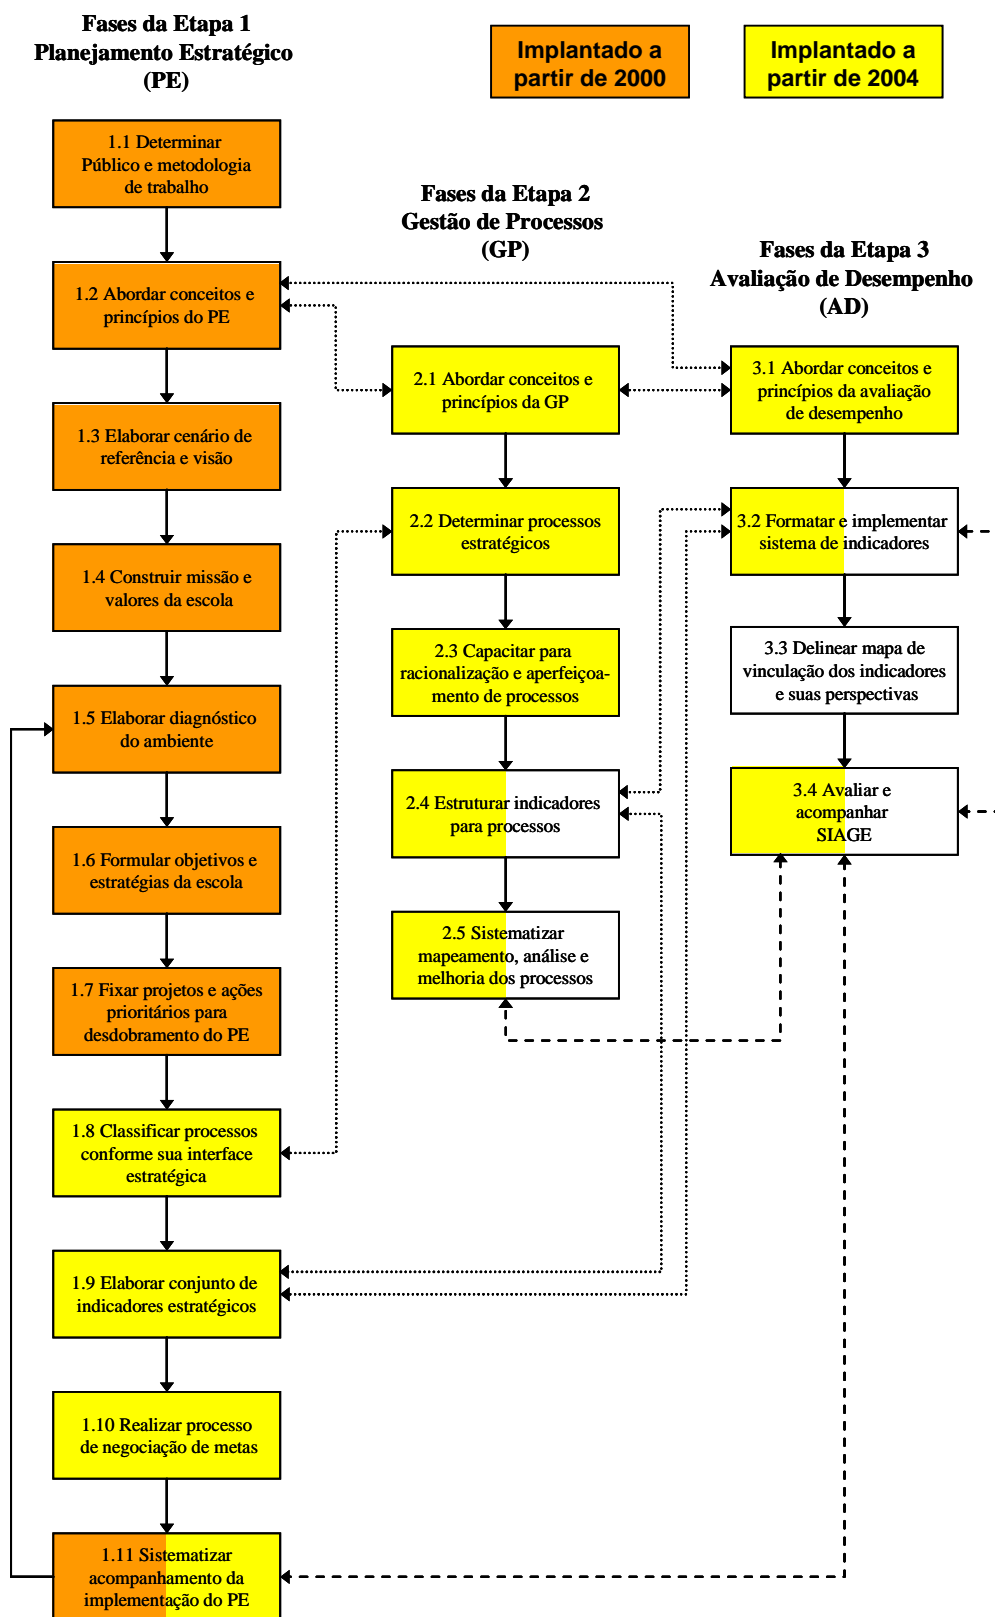 Fases da Etapa 1
Planejamento Estratégico
(PE)
Implantado a
partir de 2000
Implantado a
partir de 2004
1.1 Determinar
Público e metodologia
de trabalho
1.2 Abordar conceitos e
princípios do PE
1.3 Elaborar cenário de
referência e visão
1.4 Construir missão e
valores da escola
1.5 Elaborar diagnóstico
do ambiente
1.6 Formular objetivos e
estratégias da escola
1.7 Fixar projetos e ações
prioritários para
desdobramento do PE
1.8 Classificar processos
conforme sua interface
estratégica
1.9 Elaborar conjunto de
indicadores estratégicos
1.10 Realizar processo
de negociação de metas
1.11 Sistematizar
acompanhamento da
implementação do PE
Fases da Etapa 2
Gestão de Processos
(GP)
2.1 Abordar conceitos e
princípios da GP
2.2 Determinar processos
estratégicos
2.3 Capacitar para
racionalização e aperfeiçoa-
mento de processos
2.4 Estruturar indicadores
para processos
2.5 Sistematizar
mapeamento, análise e
melhoria dos processos
Fases da Etapa 3
Avaliação de Desempenho
(AD)
3.1 Abordar conceitos e
princípios da avaliação
de desempenho
3.2 Formatar e implementar
sistema de indicadores
3.3 Delinear mapa de
vinculação dos indicadores
e suas perspectivas
3.4 Avaliar e
acompanhar
SIAGE